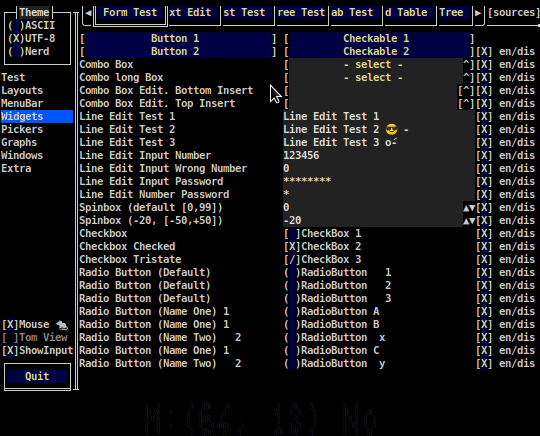 Theme ◀ Form Test xt Edit st Test ree Test ab Test d Table Tree ▶ [sources]
( )ASCII
(X)UTF-8
( )Nerd
[ Button 1 ] [ Checkable 1 ]
[ Button 2 ] [ Checkable 2 ][X] en/dis
Combo Box [ - select - ^][X] en/dis
Test Combo long Box [ - select - ^][X] en/dis
Layouts Combo Box Edit. Bottom Insert [ [^][X] en/dis
MenuBar Combo Box Edit. Top Insert [ [^][X] en/dis
Widgets Line Edit Test 1 Line Edit Test 1 [X] en/dis
Pickers Line Edit Test 2 Line Edit Test 2 😎 - [X] en/dis
Graphs Line Edit Test 3 Line Edit Test 3 o [X] en/dis
Windows Line Edit Input Number 123456 [X] en/dis
Extra Line Edit Input Wrong Number 0 [X] en/dis
Line Edit Input Password ******** [X] en/dis
Line Edit Number Password * [X] en/dis
Spinbox (default [0,99]) 0 ▲▼[X] en/dis
Spinbox (-20, [-50,+50]) -20 ▲▼[X] en/dis
Checkbox [ ]CheckBox 1 [X] en/dis
Checkbox Checked [X]CheckBox 2 [X] en/dis
Checkbox Tristate [/]CheckBox 3 [X] en/dis
Radio Button (Default) ( )RadioButton 1 [X] en/dis
Radio Button (Default) ( )RadioButton 2 [X] en/dis
Radio Button (Default) ( )RadioButton 3 [X] en/dis
Radio Button (Name One) 1 ( )RadioButton A [X] en/dis
[X]Mouse 🐀 Radio Button (Name One) 1 ( )RadioButton B [X] en/dis
[ ]Tom View Radio Button (Name Two) 2 ( )RadioButton x [X] en/dis
[X]ShowInput Radio Button (Name One) 1 ( )RadioButton C [X] en/dis
Radio Button (Name Two) 2 ( )RadioButton y [X] en/dis
Quit